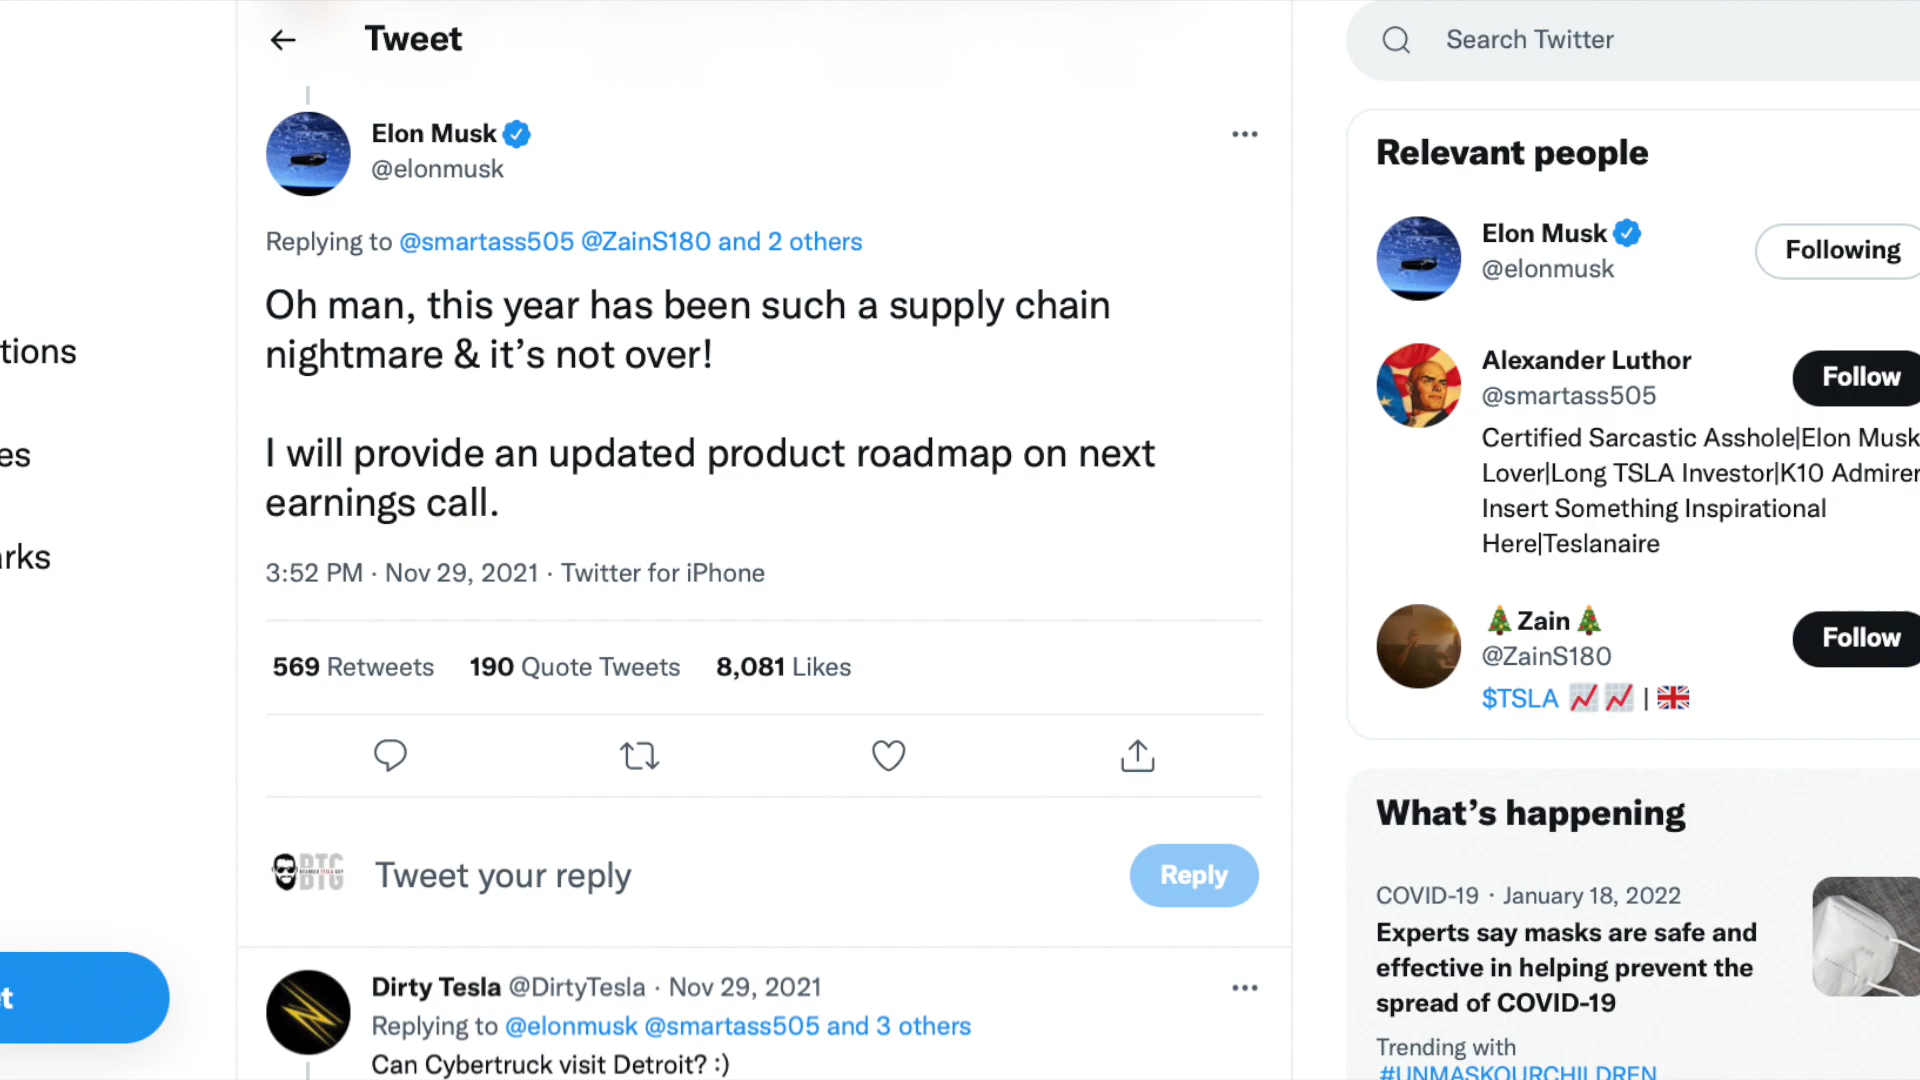 Tweet
Search Twitter
Elon Musk
@elonmusk
Replying to @smartass505 @ZainS180 and 2 others
Oh man, this year has been such a supply chain
nightmare & it's not over!
I will provide an updated product roadmap on next
earnings call.
3:52 PM · Nov 29, 2021 · Twitter for iPhone
569 Retweets 190 Quote Tweets 8,081 Likes
Tweet your reply
Reply
Dirty Tesla @DirtyTesla · Nov 29, 2021
Replying to @elonmusk @smartass505 and 3 others
Can Cybertruck visit Detroit? :)
tions
es
arks
et
Relevant people
Elon Musk
@elonmusk
Following
Alexander Luthor
@smartass505
Follow
Certified Sarcastic Asshole|Elon Musk
Lover|Long TSLA Investor|K10 Admirer
Insert Something Inspirational
Here|Teslanaire
🎄 Zain 🎄
@ZainS180
Follow
$TSLA 📈 📈 | 🇬🇧
What's happening
COVID-19 · January 18, 2022
Experts say masks are safe and
effective in helping prevent the
spread of COVID-19
Trending with
#UNMASKOURCHILDREN